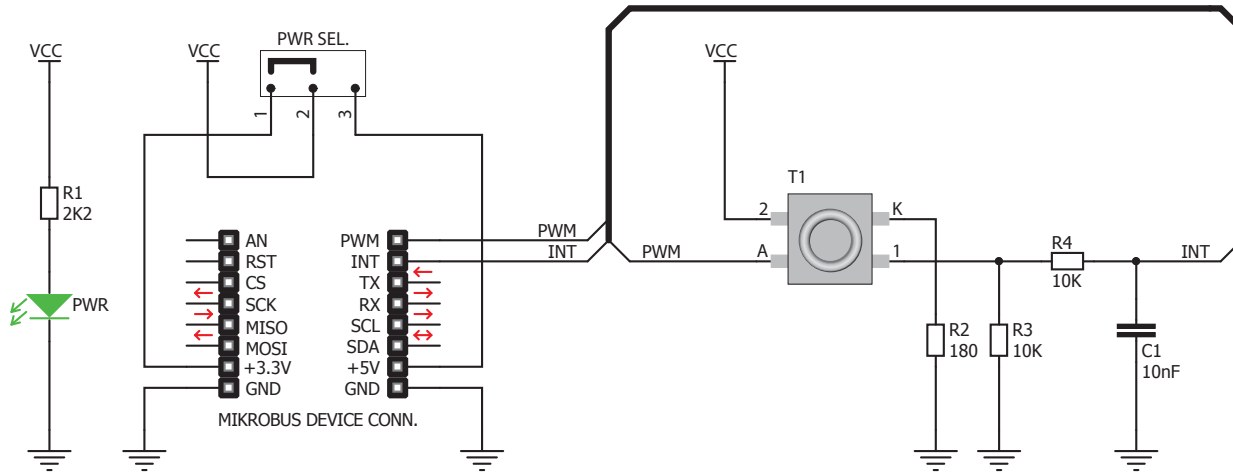 VCC
R1
2K2
PWR
VCC
PWR SEL.
1 2 3
AN
RST
CS
SCK
MISO
MOSI
+3.3V
GND
PWM
INT
TX
RX
SCL
SDA
+5V
GND
MIKROBUS DEVICE CONN.
PWM
INT
VCC
T1
2
K
PWM
A
1
R4
10K
INT
R2
180
R3
10K
C1
10nF